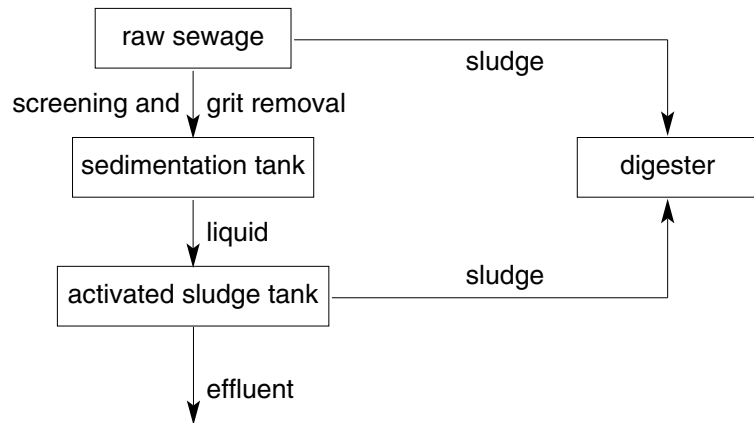 raw sewage
sludge
screening and grit removal
sedimentation tank
digester
liquid
activated sludge tank
sludge
effluent